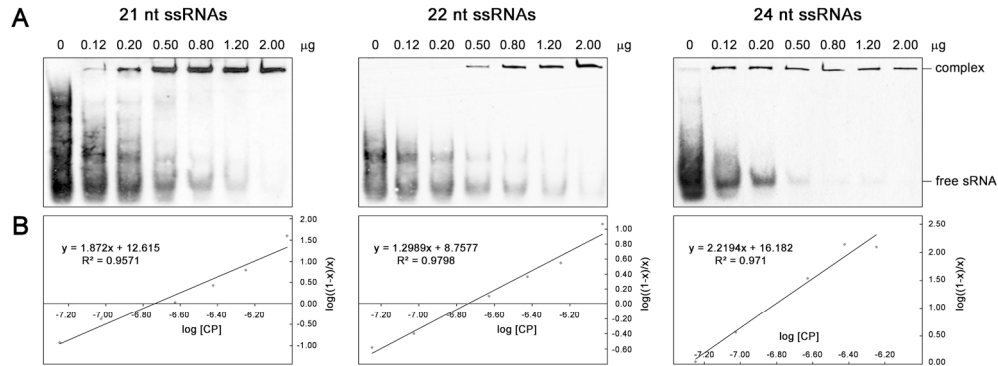 A
21 nt ssRNAs
22 nt ssRNAs
24 nt ssRNAs
0 0.12 0.20 0.50 0.80 1.20 2.00 µg
0 0.12 0.20 0.50 0.80 1.20 2.00 µg
0 0.12 0.20 0.50 0.80 1.20 2.00 µg
complex
free sRNA
B
y = 1.872x + 12.615
R² = 0.9571
2.00
1.50
1.00
0.50
0.00
-0.50
-1.00
-7.20 -7.00 -6.80 -6.60 -6.40 -6.20
log [CP]
log((1-x)/x)
y = 1.2989x + 8.7577
R² = 0.9798
1.00
0.80
0.60
0.40
0.20
0.00
-0.20
-0.40
-0.60
-7.20 -7.00 -6.80 -6.60 -6.40 -6.20
log [CP]
log((1-x)/x)
y = 2.2194x + 16.182
R² = 0.971
2.50
2.00
1.50
1.00
0.50
0.00
log [CP]
-7.20 -7.00 -6.80 -6.60 -6.40 -6.20
log((1-x)/x)